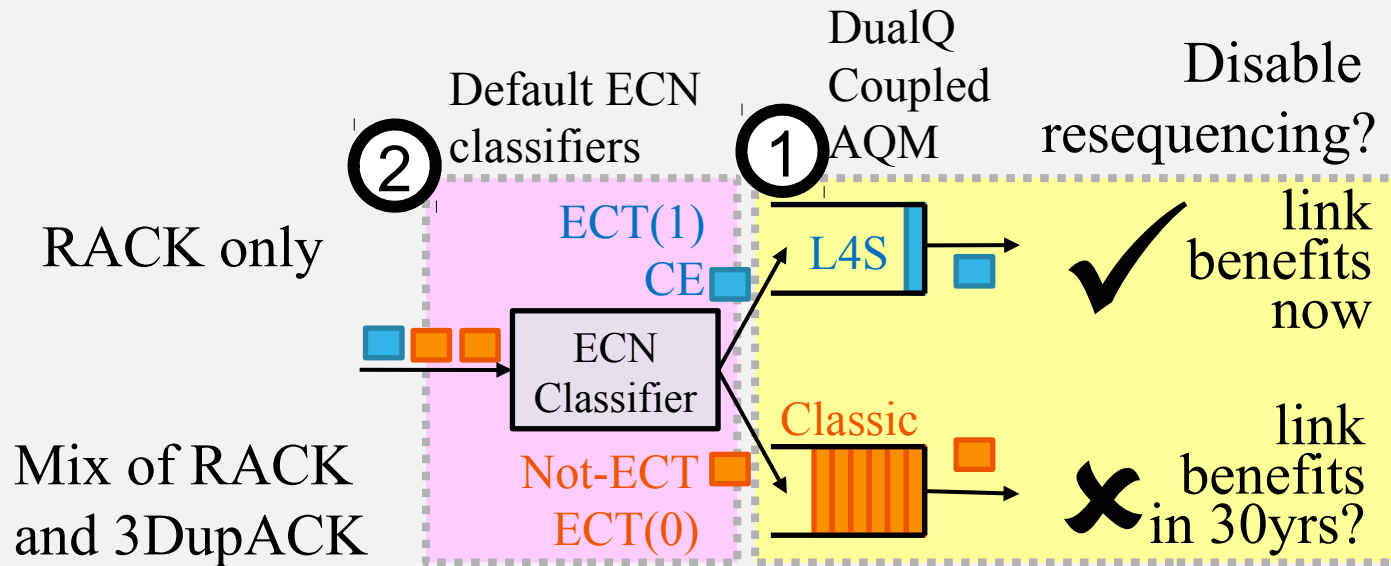 DualQ
Coupled
AQM
Default ECN
classifiers
Disable
resequencing?
2
1
RACK only
ECT(1)
CE
L4S
link
benefits
now
ECN
Classifier
Mix of RACK
and 3DupACK
Not-ECT
ECT(0)
Classic
link
benefits
in 30yrs?